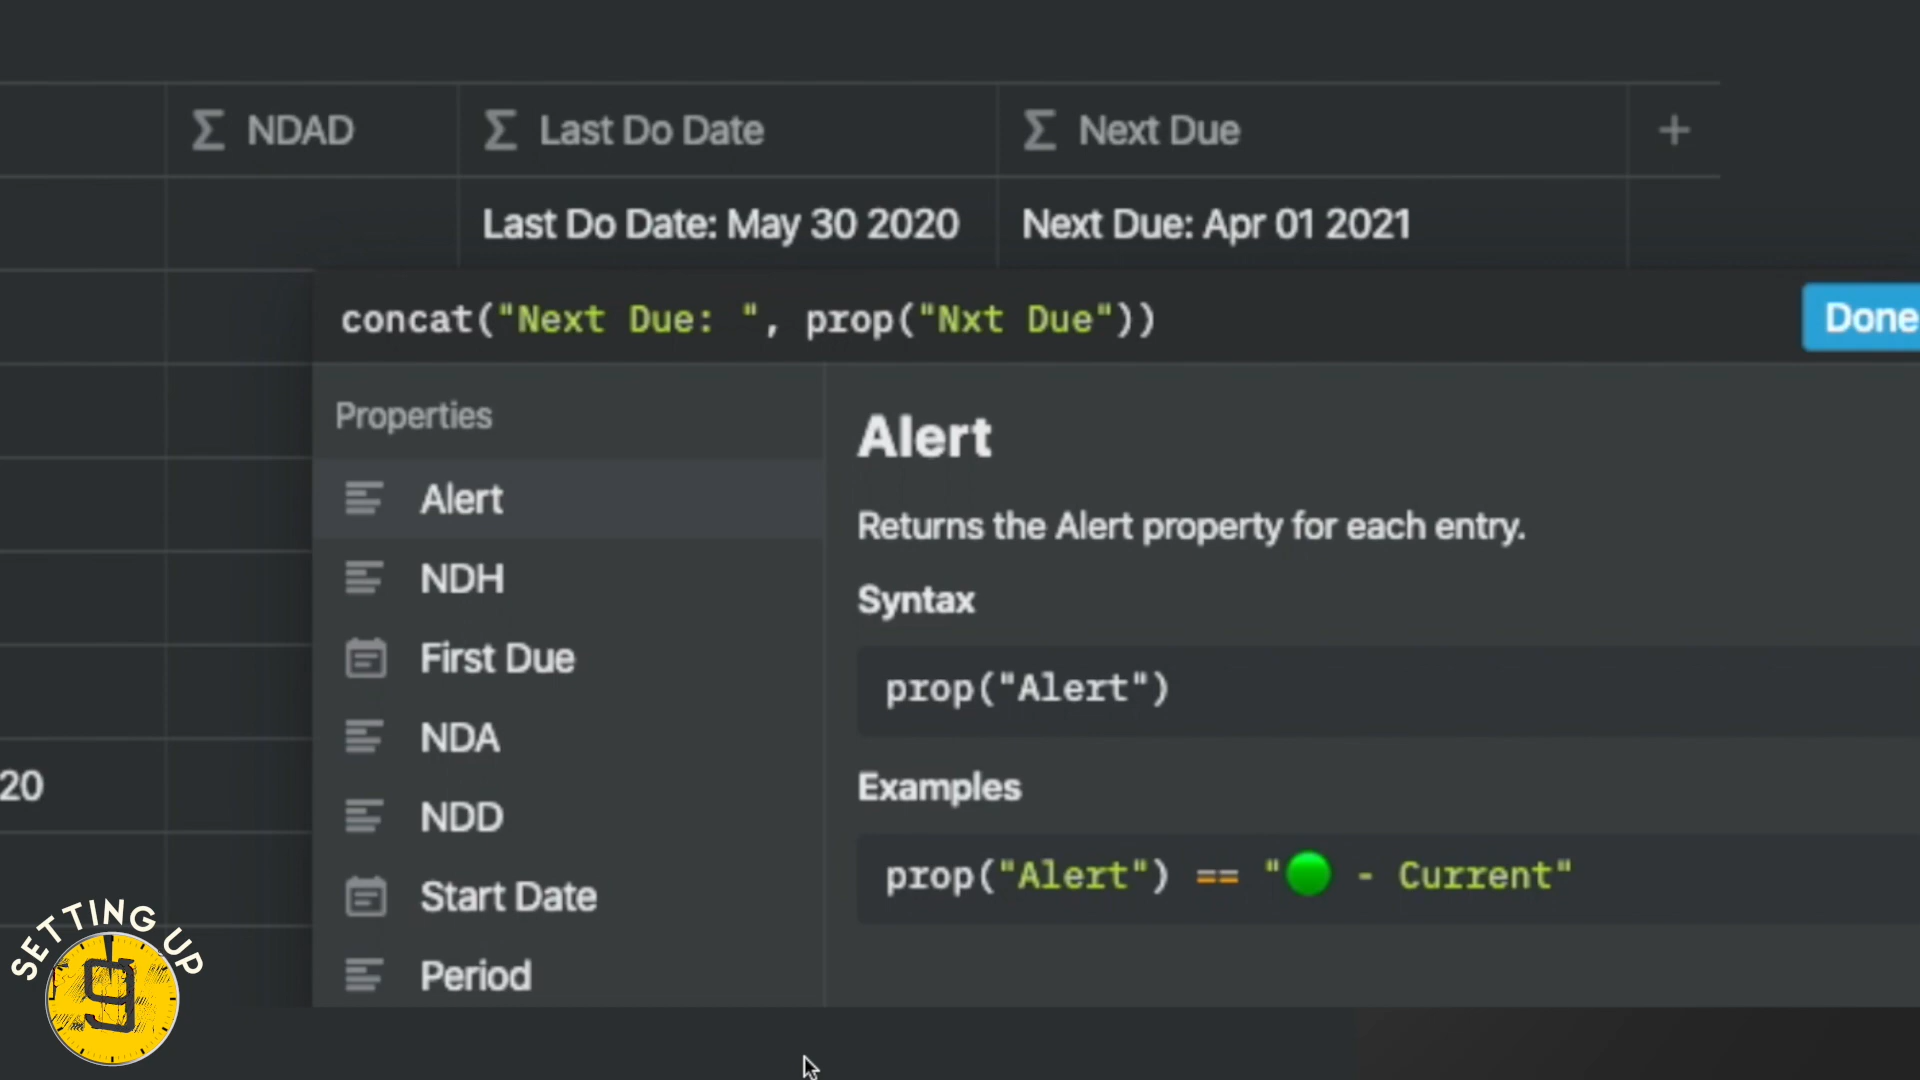 Σ NDAD Σ Last Do Date Σ Next Due +
Last Do Date: May 30 2020 Next Due: Apr 01 2021
concat("Next Due: ", prop("Nxt Due")) Done
Properties
Alert
NDH
First Due
NDA
NDD
Start Date
Period
Alert
Returns the Alert property for each entry.
Syntax
prop("Alert")
Examples
prop("Alert") == "🟢 - Current"
20
SETTING UP
9